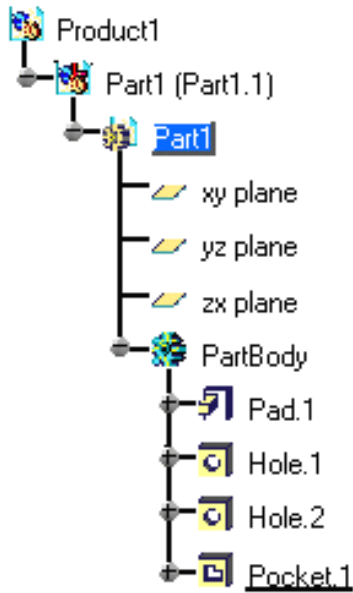 Product1
Part1 (Part1.1)
Part1
xy plane
yz plane
zx plane
PartBody
Pad.1
Hole.1
Hole.2
Pocket.1